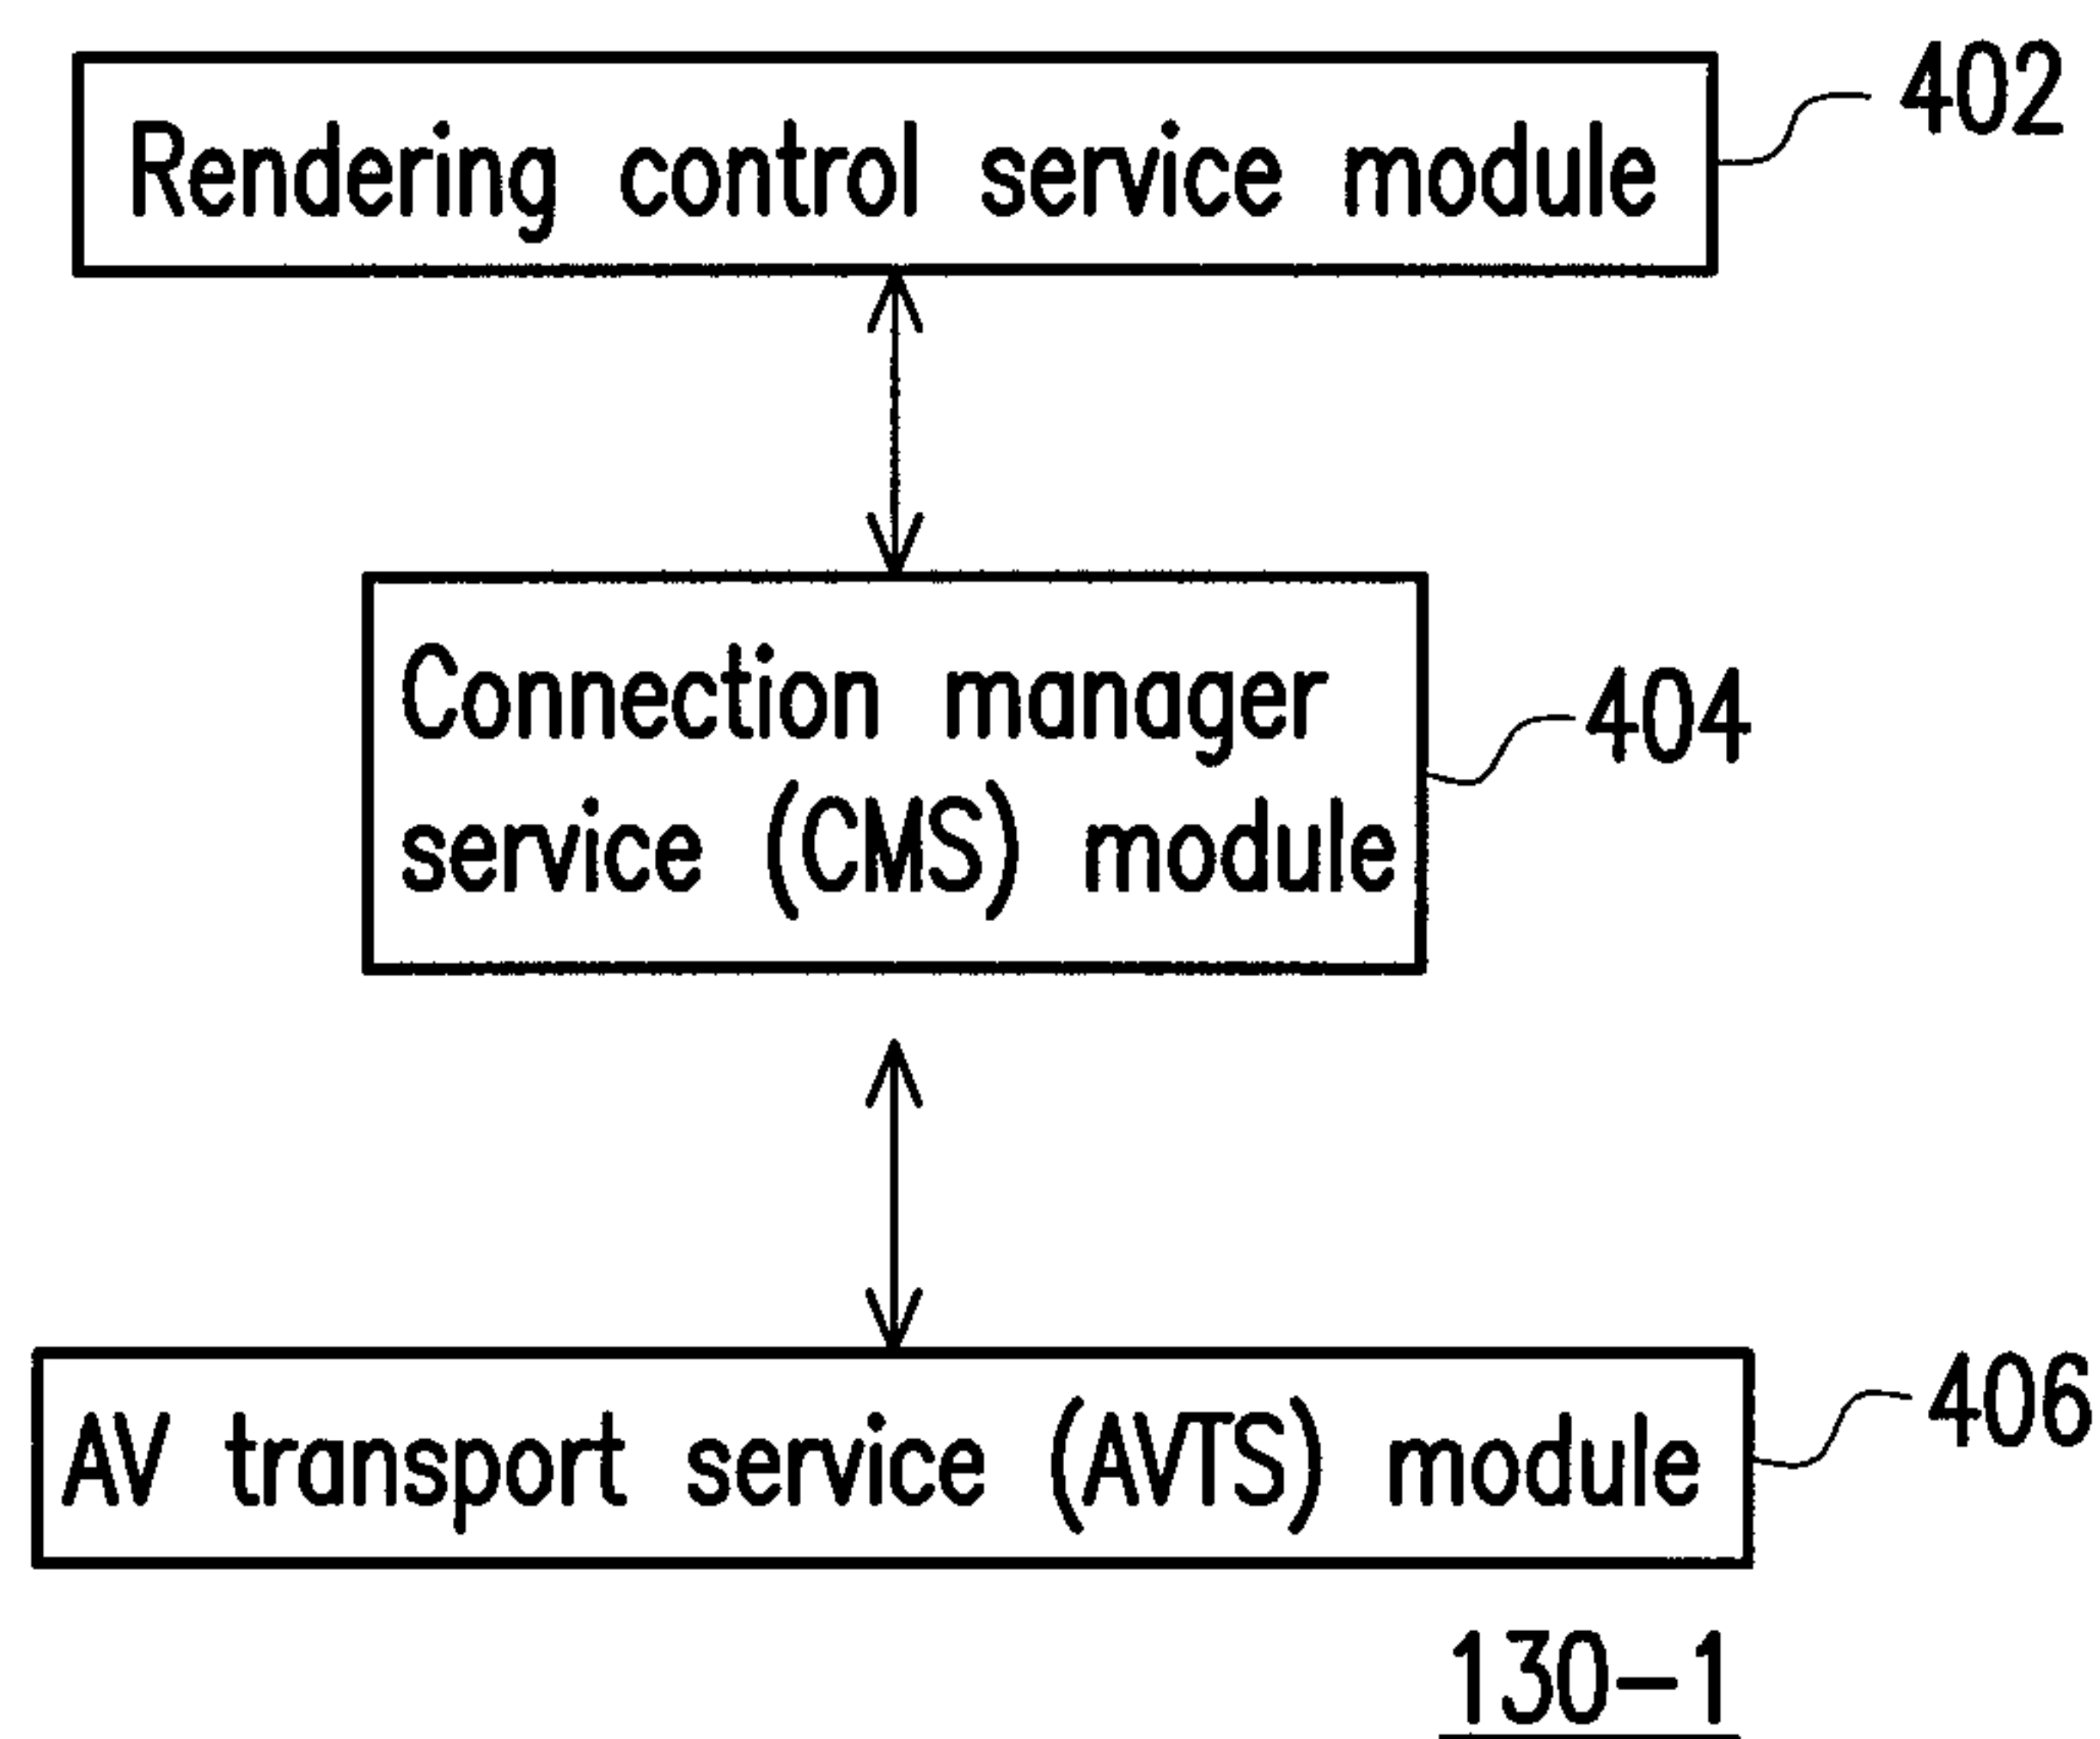 Rendering control service module
402
Connection manager
service (CMS) module
404
AV transport service (AVTS) module
406
130-1